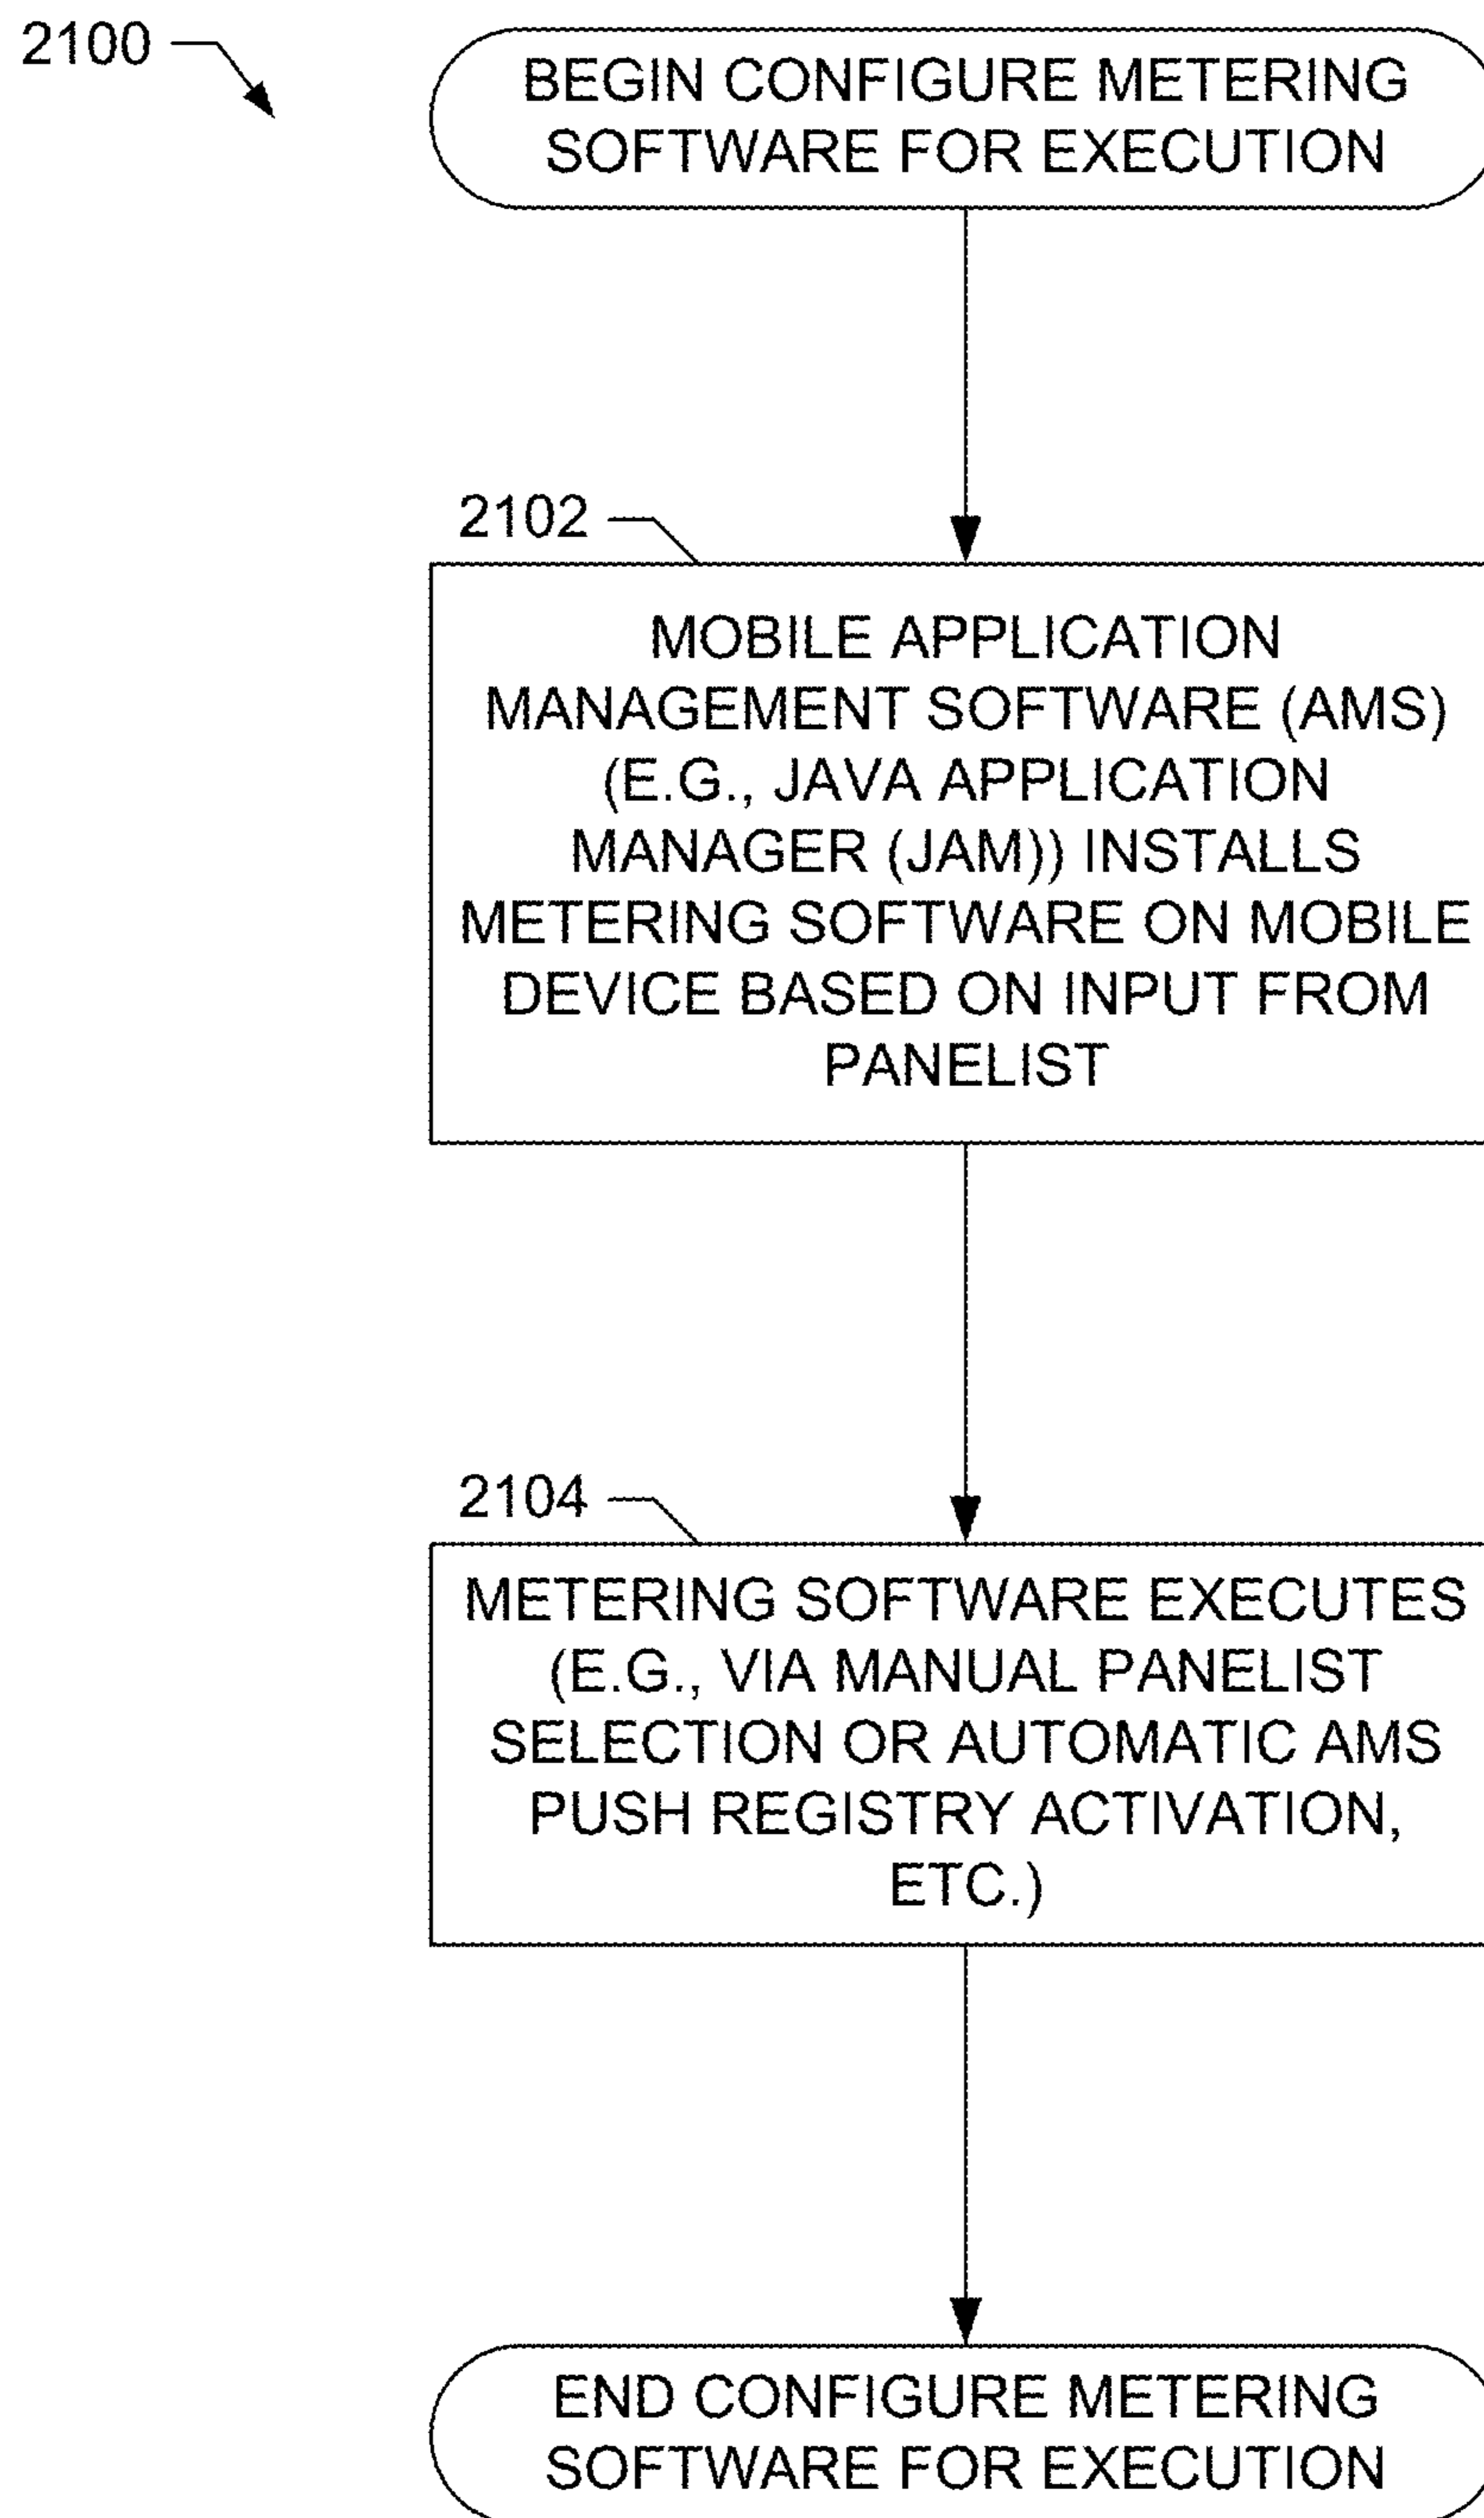 2100
BEGIN CONFIGURE METERING
SOFTWARE FOR EXECUTION
2102
MOBILE APPLICATION
MANAGEMENT SOFTWARE (AMS)
(E.G., JAVA APPLICATION
MANAGER (JAM)) INSTALLS
METERING SOFTWARE ON MOBILE
DEVICE BASED ON INPUT FROM
PANELIST
2104
METERING SOFTWARE EXECUTES
(E.G., VIA MANUAL PANELIST
SELECTION OR AUTOMATIC AMS
PUSH REGISTRY ACTIVATION,
ETC.)
END CONFIGURE METERING
SOFTWARE FOR EXECUTION